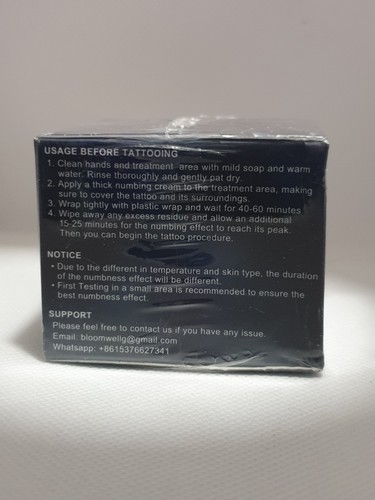 USAGE BEFORE TATTOOING
1. Clean hands and treatment area with mild soap and warm
water. Rinse thoroughly and gently pat dry.
2. Apply a thick numbing cream to the treatment area, making
sure to cover the tattoo and its surroundings.
3. Wrap tightly with plastic wrap and wait for 40-60 minutes
4. Wipe away any excess residue and allow an additional
15-25 minutes for the numbing effect to reach its peak.
Then you can begin the tattoo procedure.
NOTICE
• Due to the different in temperature and skin type, the duration
of the numbness effect will be different.
• First Testing in a small area is recommended to ensure the
best numbness effect.
SUPPORT
Please feel free to contact us if you have any issue.
Email: bloomwellg@gmail.com
Whatsapp: +8615376627341